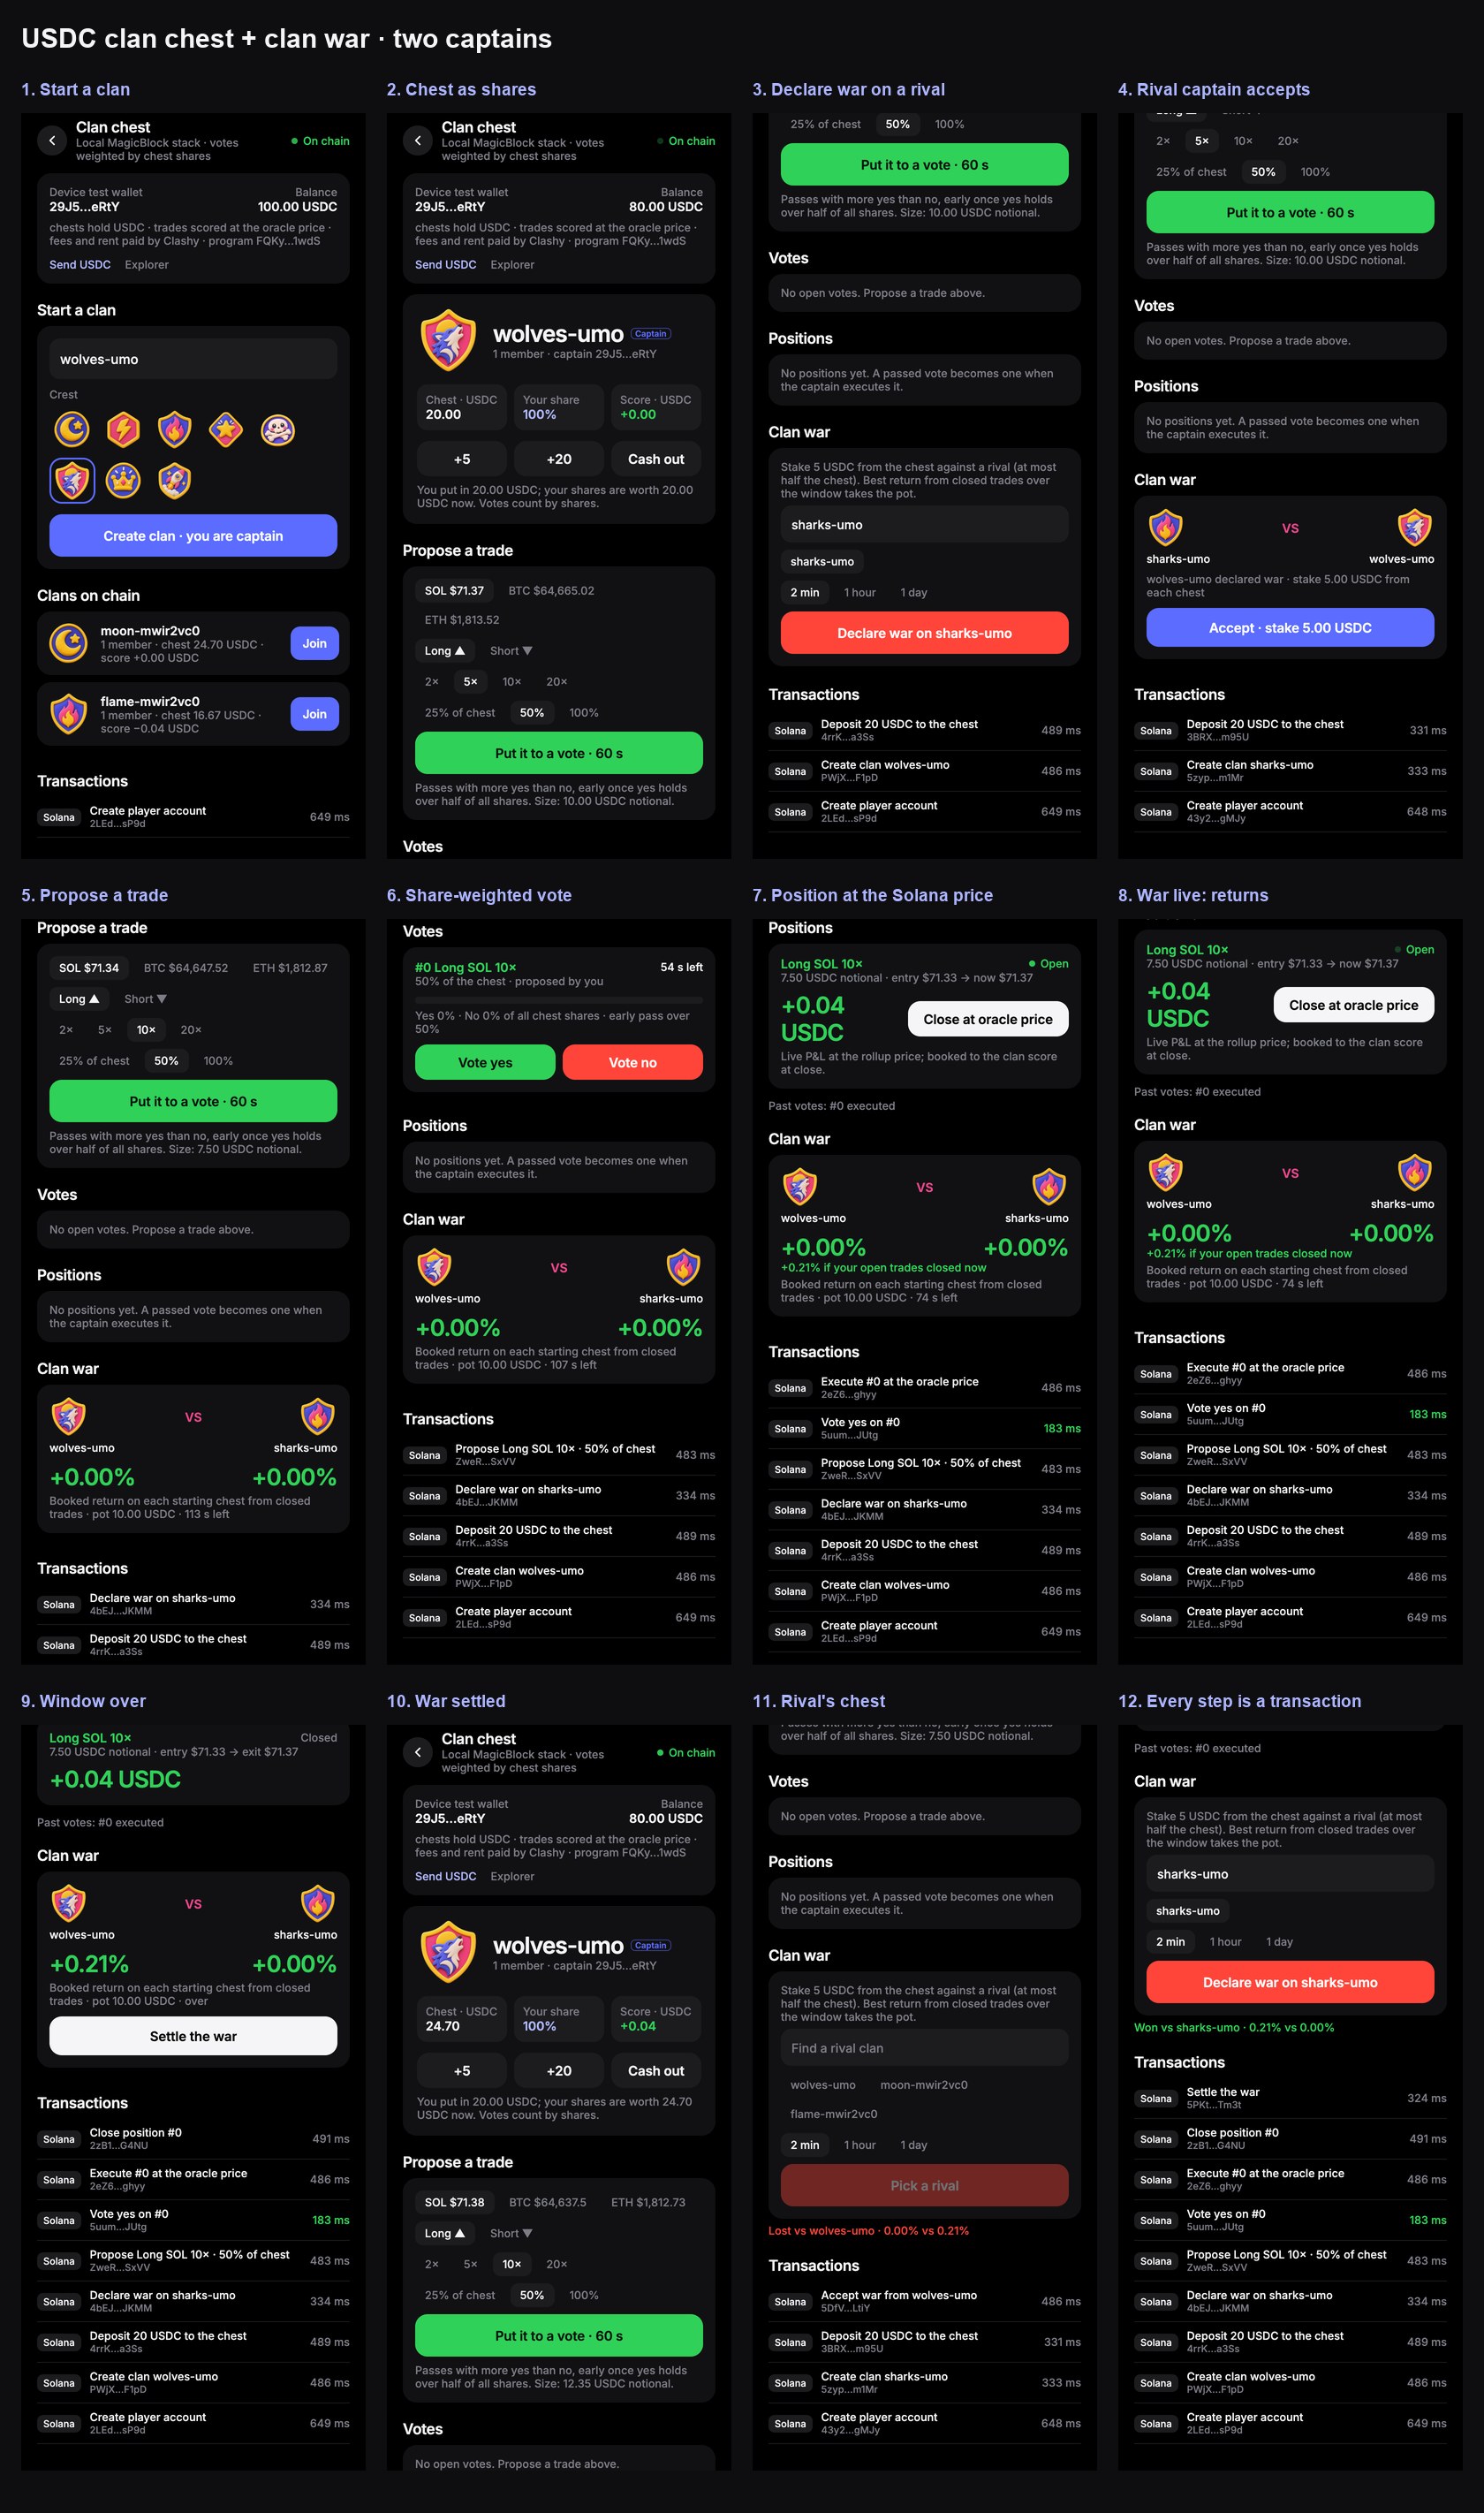 USDC clan chest + clan war · two captains
1. Start a clan
Clan chest
Local MagicBlock stack · votes
weighted by chest shares
On chain
Device test wallet
Balance
29J5...eRtY
100.00 USDC
chests hold USDC · trades scored at the oracle price ·
fees and rent paid by Clashy · program FQKy...1wdS
Send USDC
Explorer
Start a clan
wolves-umo
Crest
Create clan · you are captain
Clans on chain
moon-mwir2vc0
1 member · chest 24.70 USDC ·
score +0.00 USDC
Join
flame-mwir2vc0
1 member · chest 16.67 USDC ·
score −0.04 USDC
Join
Transactions
Solana
Create player account
2LEd...sP9d
649 ms
2. Chest as shares
Clan chest
Local MagicBlock stack · votes
weighted by chest shares
On chain
Device test wallet
Balance
29J5...eRtY
80.00 USDC
chests hold USDC · trades scored at the oracle price ·
fees and rent paid by Clashy · program FQKy...1wdS
Send USDC
Explorer
wolves-umo
Captain
1 member · captain 29J5...eRtY
Chest · USDC
20.00
Your share
100%
Score · USDC
+0.00
+5
+20
Cash out
You put in 20.00 USDC; your shares are worth 20.00
USDC now. Votes count by shares.
Propose a trade
SOL $71.37
BTC $64,665.02
ETH $1,813.52
Long ▲
Short ▼
2×
5×
10×
20×
25% of chest
50%
100%
Put it to a vote · 60 s
Passes with more yes than no, early once yes holds
over half of all shares. Size: 10.00 USDC notional.
Votes
3. Declare war on a rival
25% of chest
50%
100%
Put it to a vote · 60 s
Passes with more yes than no, early once yes holds
over half of all shares. Size: 10.00 USDC notional.
Votes
No open votes. Propose a trade above.
Positions
No positions yet. A passed vote becomes one when
the captain executes it.
Clan war
Stake 5 USDC from the chest against a rival (at most
half the chest). Best return from closed trades over
the window takes the pot.
sharks-umo
sharks-umo
2 min
1 hour
1 day
Declare war on sharks-umo
Transactions
Solana
Deposit 20 USDC to the chest
4rrK...a3Ss
489 ms
Solana
Create clan wolves-umo
PWjX...F1pD
486 ms
Solana
Create player account
2LEd...sP9d
649 ms
4. Rival captain accepts
2×
5×
10×
20×
25% of chest
50%
100%
Put it to a vote · 60 s
Passes with more yes than no, early once yes holds
over half of all shares. Size: 10.00 USDC notional.
Votes
No open votes. Propose a trade above.
Positions
No positions yet. A passed vote becomes one when
the captain executes it.
Clan war
VS
sharks-umo
wolves-umo
wolves-umo declared war · stake 5.00 USDC from
each chest
Accept · stake 5.00 USDC
Transactions
Solana
Deposit 20 USDC to the chest
3BRX...m95U
331 ms
Solana
Create clan sharks-umo
5zyp...m1Mr
333 ms
Solana
Create player account
43y2...gMJy
648 ms
5. Propose a trade
Propose a trade
SOL $71.34
BTC $64,647.52
ETH $1,812.87
Long ▲
Short ▼
2×
5×
10×
20×
25% of chest
50%
100%
Put it to a vote · 60 s
Passes with more yes than no, early once yes holds
over half of all shares. Size: 7.50 USDC notional.
Votes
No open votes. Propose a trade above.
Positions
No positions yet. A passed vote becomes one when
the captain executes it.
Clan war
VS
wolves-umo
sharks-umo
+0.00%
+0.00%
Booked return on each starting chest from closed
trades · pot 10.00 USDC · 113 s left
Transactions
Solana
Declare war on sharks-umo
4bEJ...JKMM
334 ms
Solana
Deposit 20 USDC to the chest
4rrK...a3Ss
489 ms
6. Share-weighted vote
Votes
#0 Long SOL 10×
54 s left
50% of the chest · proposed by you
Yes 0% · No 0% of all chest shares · early pass over
50%
Vote yes
Vote no
Positions
No positions yet. A passed vote becomes one when
the captain executes it.
Clan war
VS
wolves-umo
sharks-umo
+0.00%
+0.00%
Booked return on each starting chest from closed
trades · pot 10.00 USDC · 107 s left
Transactions
Solana
Propose Long SOL 10× · 50% of chest
ZweR...SxVV
483 ms
Solana
Declare war on sharks-umo
4bEJ...JKMM
334 ms
Solana
Deposit 20 USDC to the chest
4rrK...a3Ss
489 ms
Solana
Create clan wolves-umo
PWjX...F1pD
486 ms
Solana
Create player account
2LEd...sP9d
649 ms
7. Position at the Solana price
Positions
Long SOL 10×
Open
7.50 USDC notional · entry $71.33 → now $71.37
+0.04
USDC
Close at oracle price
Live P&L at the rollup price; booked to the clan score
at close.
Past votes: #0 executed
Clan war
VS
wolves-umo
sharks-umo
+0.00%
+0.00%
+0.21% if your open trades closed now
Booked return on each starting chest from closed
trades · pot 10.00 USDC · 74 s left
Transactions
Solana
Execute #0 at the oracle price
2eZ6...ghyy
486 ms
Solana
Vote yes on #0
5uum...JUtg
183 ms
Solana
Propose Long SOL 10× · 50% of chest
ZweR...SxVV
483 ms
Solana
Declare war on sharks-umo
4bEJ...JKMM
334 ms
Solana
Deposit 20 USDC to the chest
4rrK...a3Ss
489 ms
Solana
Create clan wolves-umo
PWjX...F1pD
486 ms
Solana
Create player account
2LEd...sP9d
649 ms
8. War live: returns
Long SOL 10×
Open
7.50 USDC notional · entry $71.33 → now $71.37
+0.04
USDC
Close at oracle price
Live P&L at the rollup price; booked to the clan score
at close.
Past votes: #0 executed
Clan war
VS
wolves-umo
sharks-umo
+0.00%
+0.00%
+0.21% if your open trades closed now
Booked return on each starting chest from closed
trades · pot 10.00 USDC · 74 s left
Transactions
Solana
Execute #0 at the oracle price
2eZ6...ghyy
486 ms
Solana
Vote yes on #0
5uum...JUtg
183 ms
Solana
Propose Long SOL 10× · 50% of chest
ZweR...SxVV
483 ms
Solana
Declare war on sharks-umo
4bEJ...JKMM
334 ms
Solana
Deposit 20 USDC to the chest
4rrK...a3Ss
489 ms
Solana
Create clan wolves-umo
PWjX...F1pD
486 ms
Solana
Create player account
2LEd...sP9d
649 ms
9. Window over
Long SOL 10×
Closed
7.50 USDC notional · entry $71.33 → exit $71.37
+0.04 USDC
Past votes: #0 executed
Clan war
VS
wolves-umo
sharks-umo
+0.21%
+0.00%
Booked return on each starting chest from closed
trades · pot 10.00 USDC · over
Settle the war
Transactions
Solana
Close position #0
2zB1...G4NU
491 ms
Solana
Execute #0 at the oracle price
2eZ6...ghyy
486 ms
Solana
Vote yes on #0
5uum...JUtg
183 ms
Solana
Propose Long SOL 10× · 50% of chest
ZweR...SxVV
483 ms
Solana
Declare war on sharks-umo
4bEJ...JKMM
334 ms
Solana
Deposit 20 USDC to the chest
4rrK...a3Ss
489 ms
Solana
Create clan wolves-umo
PWjX...F1pD
486 ms
Solana
Create player account
2LEd...sP9d
649 ms
10. War settled
Clan chest
Local MagicBlock stack · votes
weighted by chest shares
On chain
Device test wallet
Balance
29J5...eRtY
80.00 USDC
chests hold USDC · trades scored at the oracle price ·
fees and rent paid by Clashy · program FQKy...1wdS
Send USDC
Explorer
wolves-umo
Captain
1 member · captain 29J5...eRtY
Chest · USDC
24.70
Your share
100%
Score · USDC
+0.04
+5
+20
Cash out
You put in 20.00 USDC; your shares are worth 24.70
USDC now. Votes count by shares.
Propose a trade
SOL $71.38
BTC $64,637.5
ETH $1,812.73
Long ▲
Short ▼
2×
5×
10×
20×
25% of chest
50%
100%
Put it to a vote · 60 s
Passes with more yes than no, early once yes holds
over half of all shares. Size: 12.35 USDC notional.
Votes
No open votes. Propose a trade above.
11. Rival's chest
Passes with more yes than no, early once yes holds
over half of all shares. Size: 7.50 USDC notional.
Votes
No open votes. Propose a trade above.
Positions
No positions yet. A passed vote becomes one when
the captain executes it.
Clan war
Stake 5 USDC from the chest against a rival (at most
half the chest). Best return from closed trades over
the window takes the pot.
Find a rival clan
wolves-umo
moon-mwir2vc0
flame-mwir2vc0
2 min
1 hour
1 day
Pick a rival
Lost vs wolves-umo · 0.00% vs 0.21%
Transactions
Solana
Accept war from wolves-umo
5DfV...LtiY
486 ms
Solana
Deposit 20 USDC to the chest
3BRX...m95U
331 ms
Solana
Create clan sharks-umo
5zyp...m1Mr
333 ms
Solana
Create player account
43y2...gMJy
648 ms
12. Every step is a transaction
Past votes: #0 executed
Clan war
Stake 5 USDC from the chest against a rival (at most
half the chest). Best return from closed trades over
the window takes the pot.
sharks-umo
sharks-umo
2 min
1 hour
1 day
Declare war on sharks-umo
Won vs sharks-umo · 0.21% vs 0.00%
Transactions
Solana
Settle the war
5PKt...Tm3t
324 ms
Solana
Close position #0
2zB1...G4NU
491 ms
Solana
Execute #0 at the oracle price
2eZ6...ghyy
486 ms
Solana
Vote yes on #0
5uum...JUtg
183 ms
Solana
Propose Long SOL 10× · 50% of chest
ZweR...SxVV
483 ms
Solana
Declare war on sharks-umo
4bEJ...JKMM
334 ms
Solana
Deposit 20 USDC to the chest
4rrK...a3Ss
489 ms
Solana
Create clan wolves-umo
PWjX...F1pD
486 ms
Solana
Create player account
2LEd...sP9d
649 ms